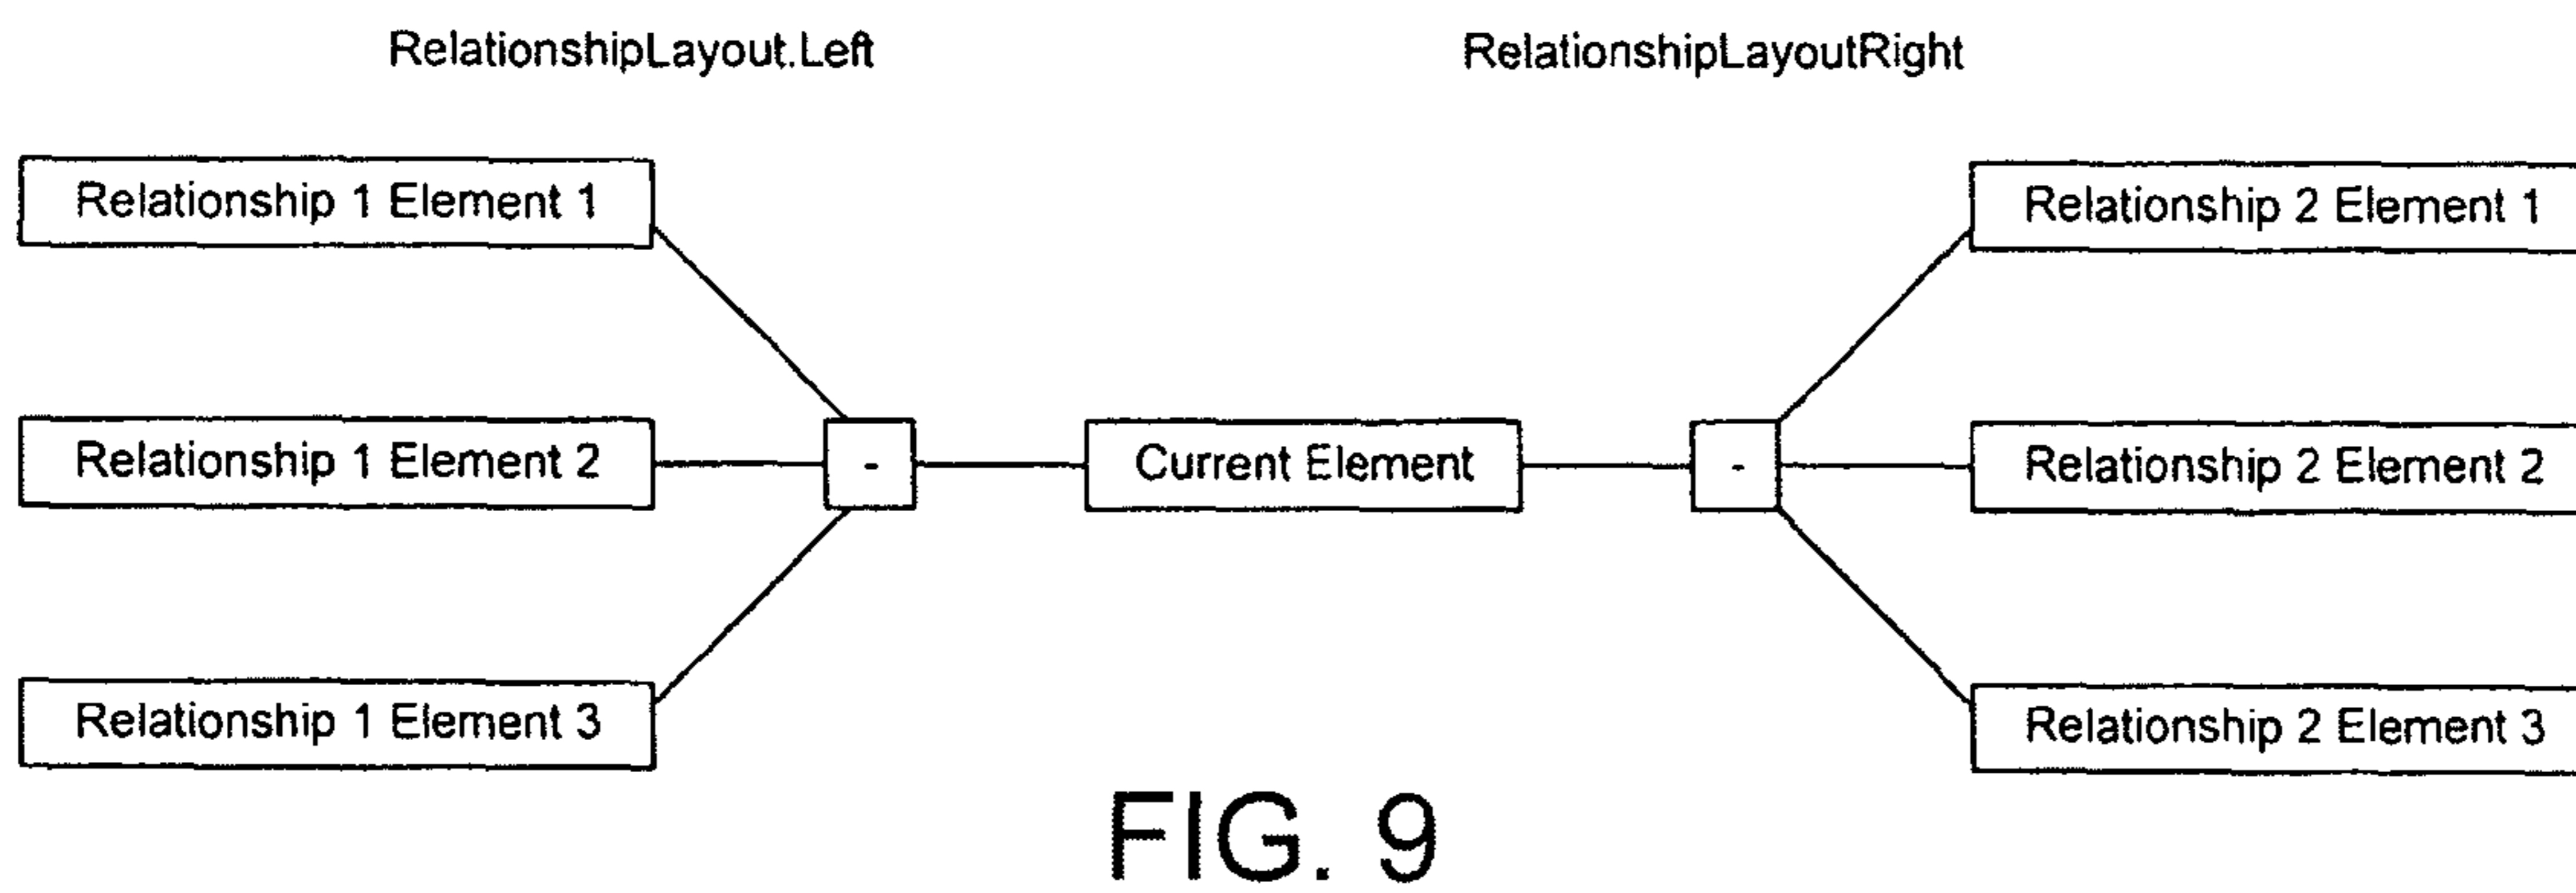 RelationshipLayout.Left
RelationshipLayoutRight
Relationship 1 Element 1
Relationship 2 Element 1
Relationship 1 Element 2
-
Current Element
-
Relationship 2 Element 2
Relationship 1 Element 3
Relationship 2 Element 3
FIG. 9